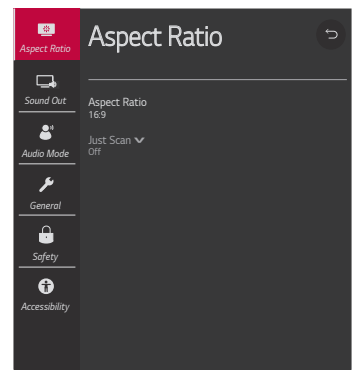 Aspect Ratio
Aspect Ratio
Sound Out
Audio Mode
General
Safety
Accessibility
Aspect Ratio
16:9
Just Scan
Off